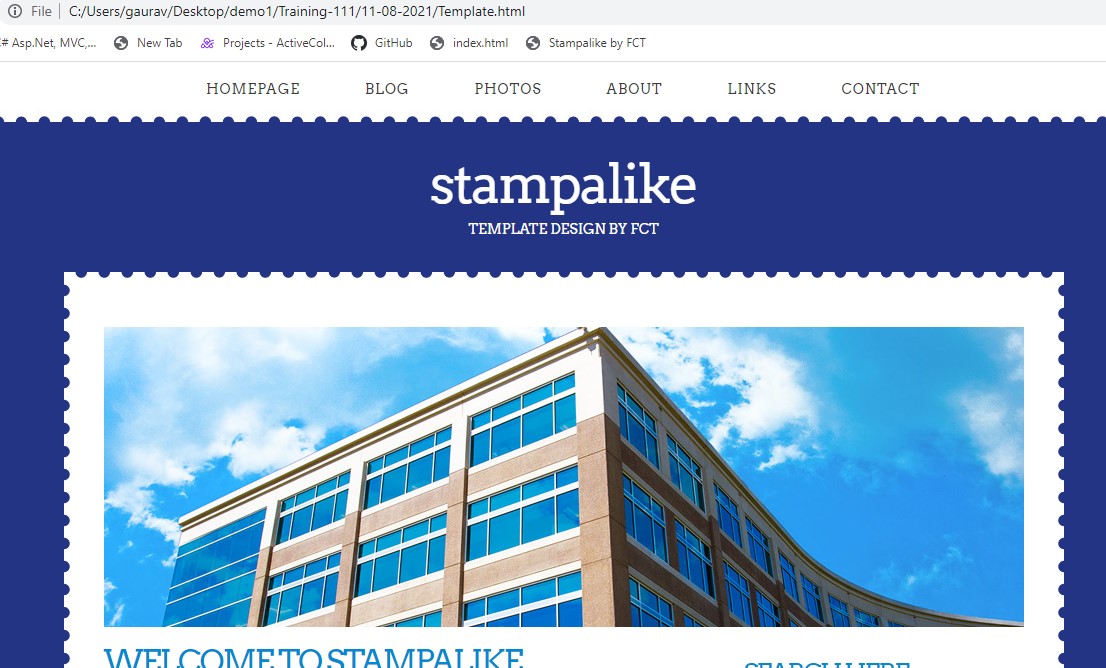 File C:/Users/gaurav/Desktop/demo1/Training-111/11-08-2021/Template.html
# Asp.Net, MVC,... New Tab Projects - ActiveCol... GitHub index.html Stampalike by FCT
HOMEPAGE BLOG PHOTOS ABOUT LINKS CONTACT
stampalike
TEMPLATE DESIGN BY FCT
WELCOME TO STAMPALIKE SEARCH HERE